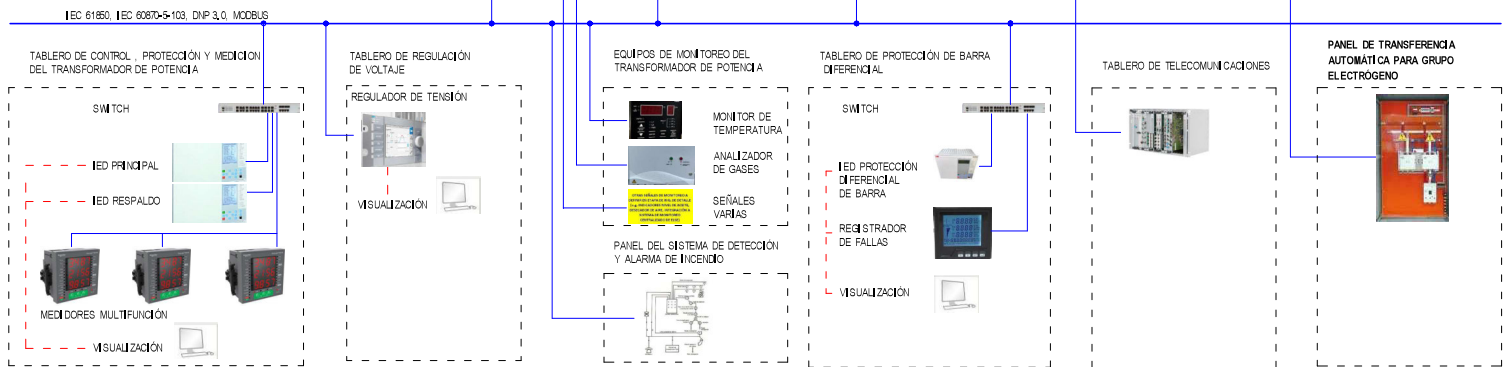 IEC 61850, IEC 60870-5-103, DNP 3.0, MODBUS
TABLERO DE CONTROL , PROTECCIÓN Y MEDICION
DEL TRANSFORMADOR DE POTENCIA
SWITCH
IED PRINCIPAL
IED RESPALDO
MEDIDORES MULTIFUNCIÓN
VISUALIZACIÓN
TABLERO DE REGULACIÓN
DE VOLTAJE
REGULADOR DE TENSIÓN
VISUALIZACIÓN
EQUIPOS DE MONITOREO DEL
TRANSFORMADOR DE POTENCIA
MONITOR DE
TEMPERATURA
ANALIZADOR
DE GASES
SEÑALES
VARIAS
PANEL DEL SISTEMA DE DETECCIÓN
Y ALARMA DE INCENDIO
TABLERO DE PROTECCIÓN DE BARRA
DIFERENCIAL
SWITCH
IED PROTECCIÓN
DIFERENCIAL
DE BARRA
REGISTRADOR
DE FALLAS
VISUALIZACIÓN
TABLERO DE TELECOMUNICACIONES
PANEL DE TRANSFERENCIA
AUTOMÁTICA PARA GRUPO
ELECTRÓGENO